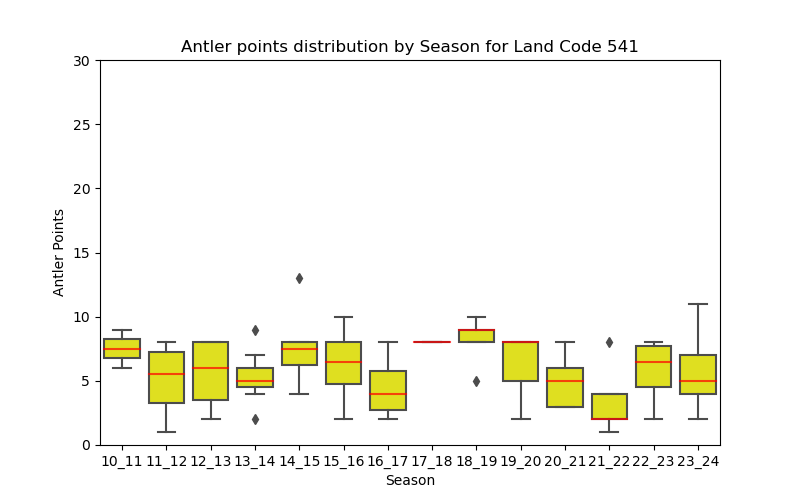 Antler points distribution by Season for Land Code 541
30
25
20
15
10
5
0
Antler Points
10_11 11_12 12_13 13_14 14_15 15_16 16_17 17_18 18_19 19_20 20_21 21_22 22_23 23_24
Season